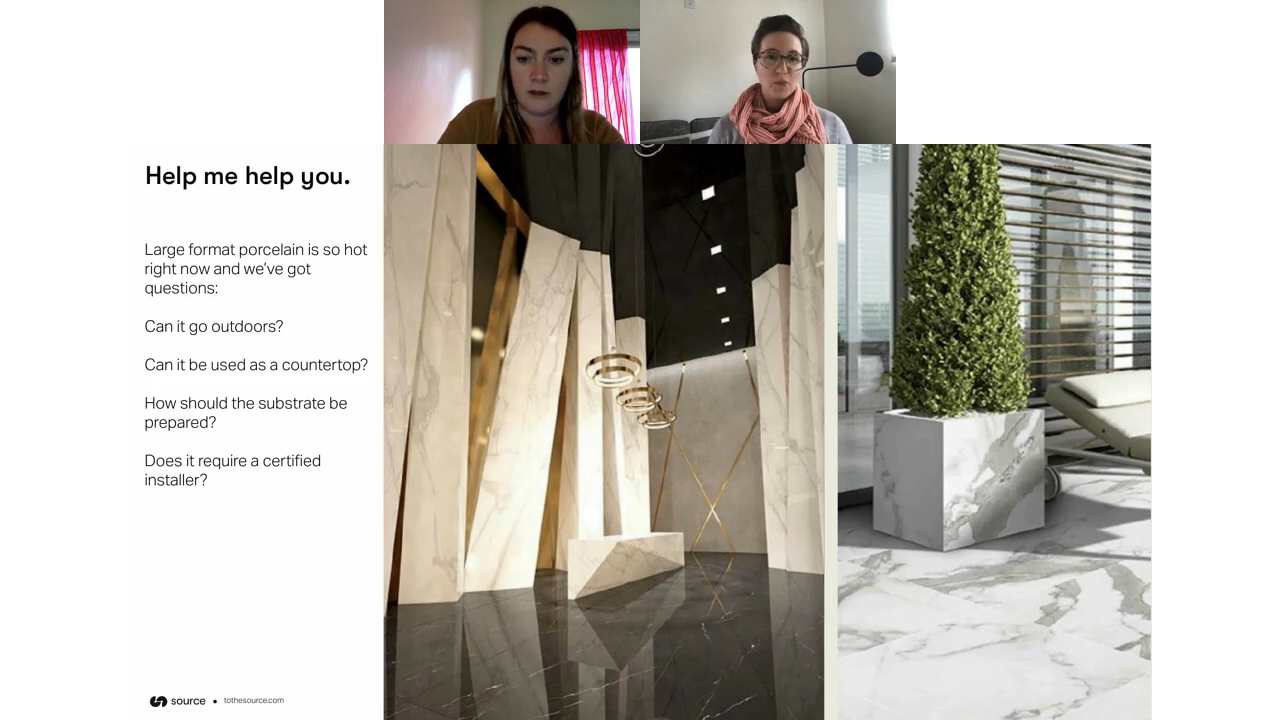 Help me help you.
Large format porcelain is so hot
right now and we've got
questions:
Can it go outdoors?
Can it be used as a countertop?
How should the substrate be
prepared?
Does it require a certified
installer?
source • tothesource.com